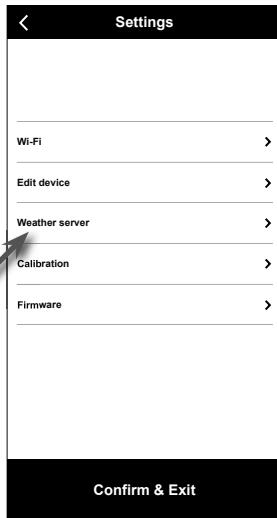 Settings
Wi-Fi
Edit device
Weather server
Calibration
Firmware
Confirm & Exit